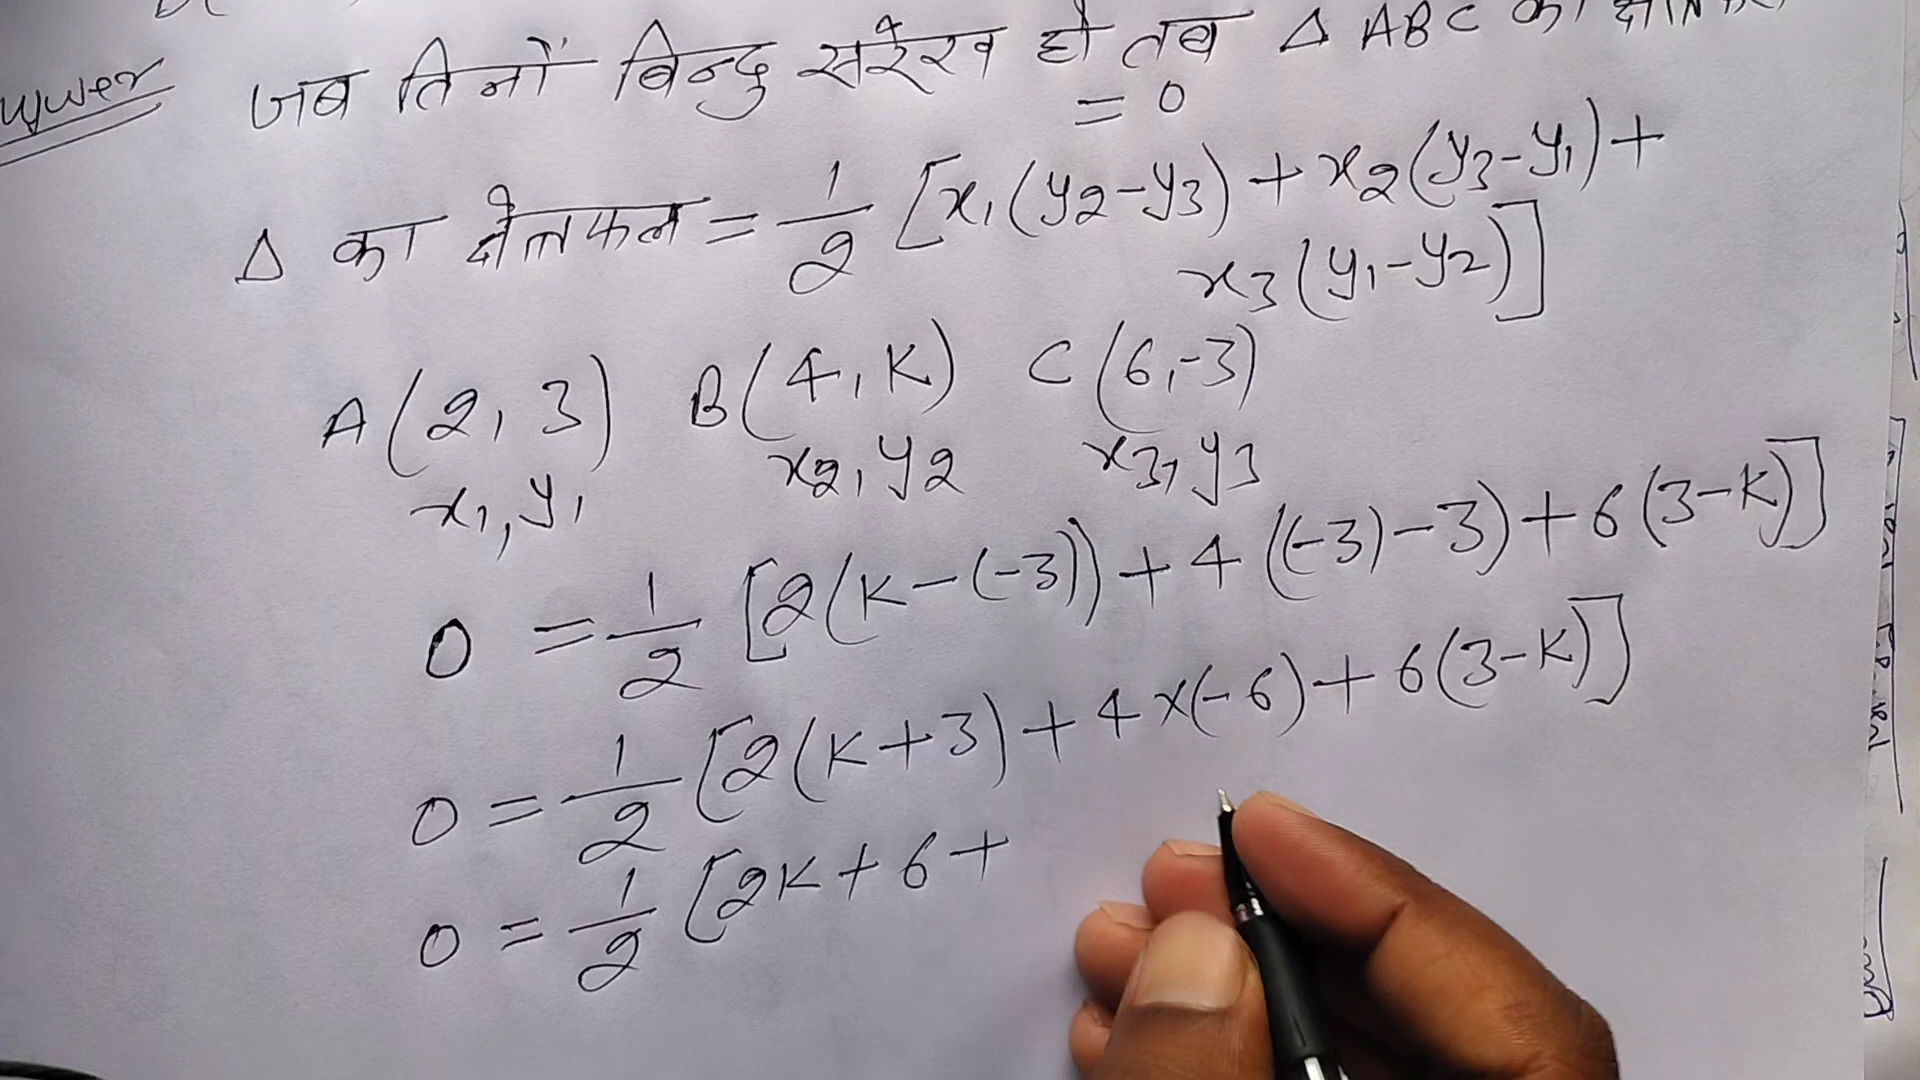 जब तिनों बिन्दु सरेख हो तब Δ ABC का
= 0
Δ का क्षेत्रफल = 1/2 [x₁(y₂-y₃) + x₂(y₃-y₁) +
x₃(y₁-y₂)]
A(2, 3) B(4, K) C(6, -3)
x₁, y₁ x₂, y₂ x₃, y₃
0 = 1/2 [2(K-(-3)) + 4((-3)-3) + 6(3-K)]
0 = 1/2 [2(K+3) + 4×(-6) + 6(3-K)]
0 = 1/2 [2K + 6 +